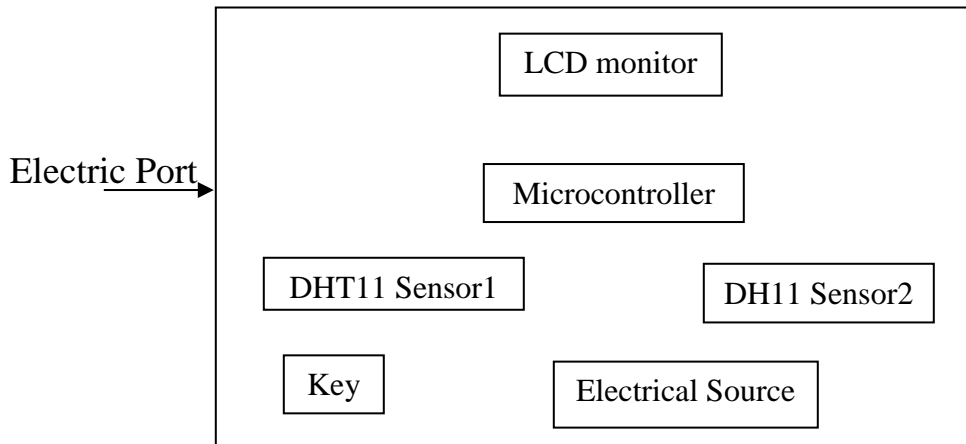 LCD monitor
Electric Port
Microcontroller
DHT11 Sensor1
DH11 Sensor2
Key
Electrical Source